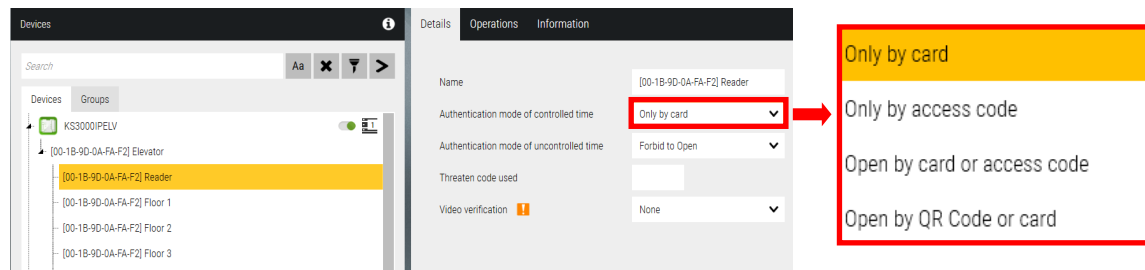 Devices
Search
Aa
Devices Groups
KS3000IPELV
1
[00-1B-9D-0A-FA-F2] Elevator
[00-1B-9D-0A-FA-F2] Reader
[00-1B-9D-0A-FA-F2] Floor 1
[00-1B-9D-0A-FA-F2] Floor 2
[00-1B-9D-0A-FA-F2] Floor 3
Details Operations Information
Name [00-1B-9D-0A-FA-F2] Reader
Authentication mode of controlled time Only by card
Authentication mode of uncontrolled time Forbid to Open
Threaten code used
Video verification None
Only by card
Only by access code
Open by card or access code
Open by QR Code or card